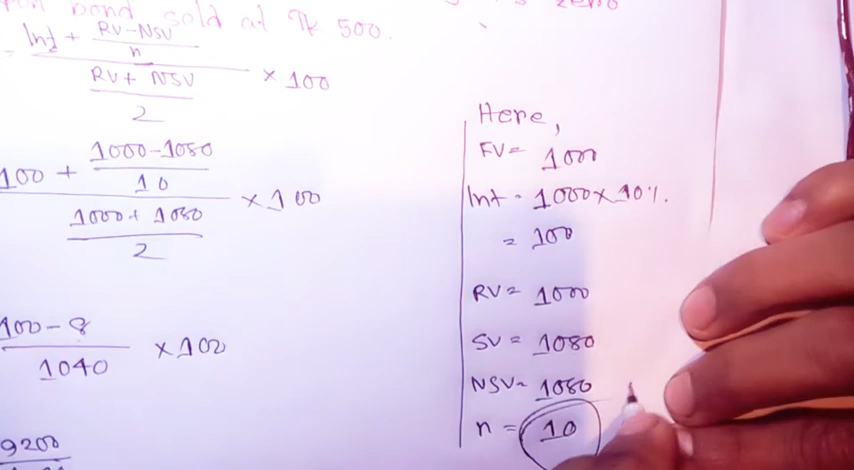 bond sold at Tk 500. zero
Int + RV-NSV
n
RV + NSV
2
× 100
100 + 1000-1080
10
1000 + 1080
2
× 100
100 - 8
1040
× 100
9200
Here,
FV = 1000
Int = 1000 × 10%.
= 100
RV = 1000
SV = 1080
NSV = 1080
n = 10